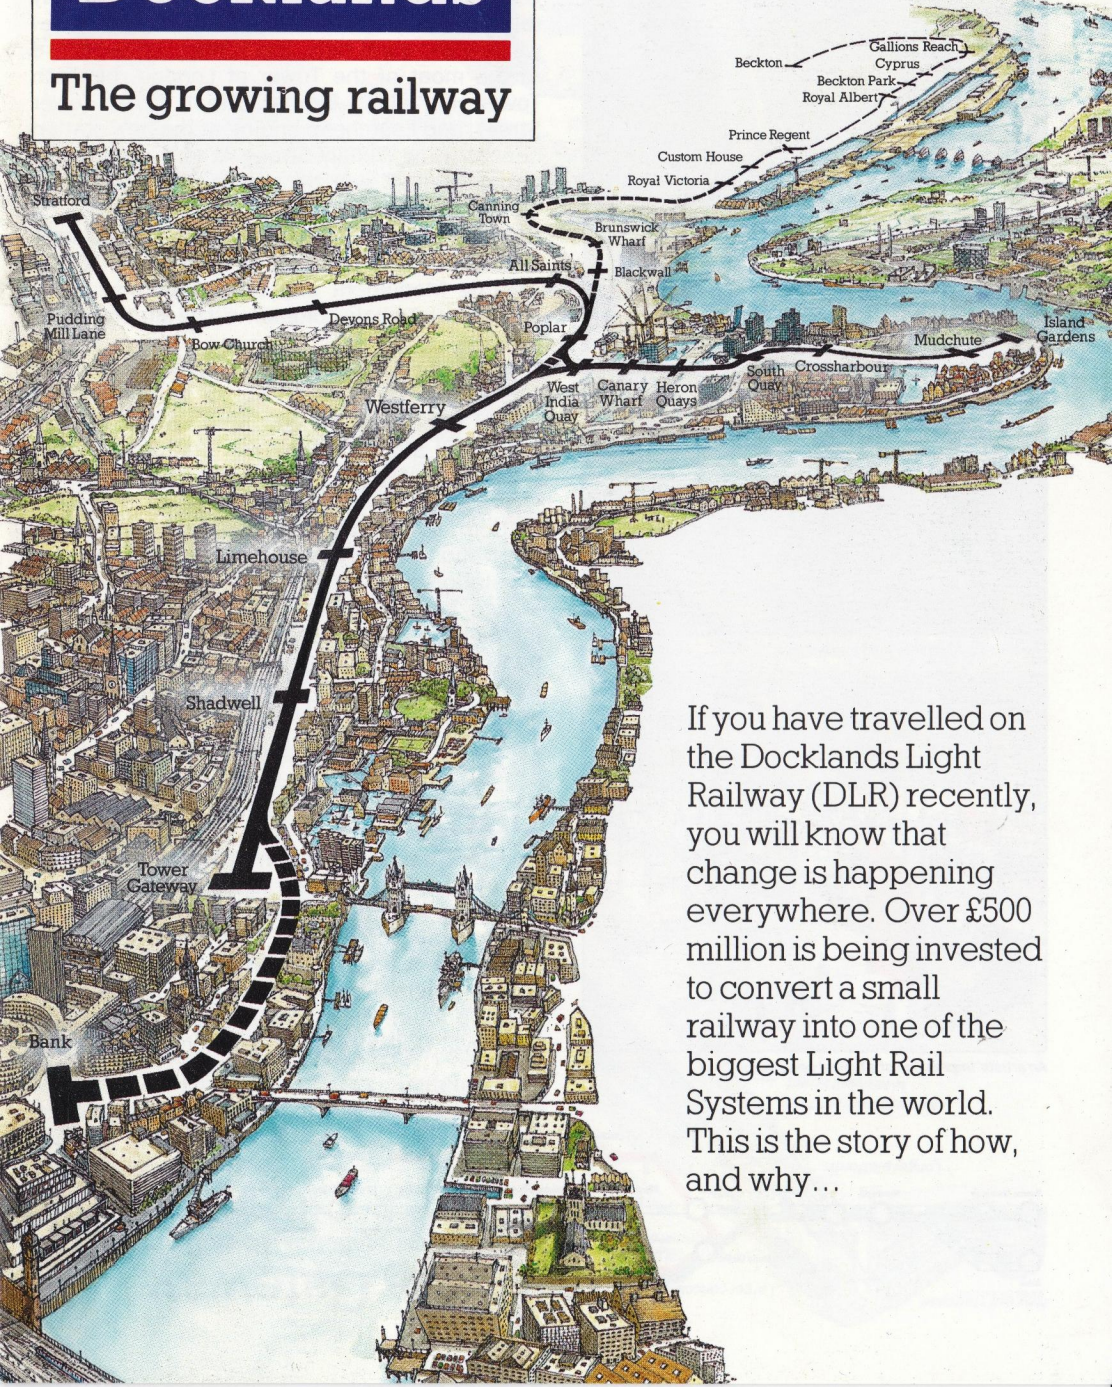 Docklands
The growing railway
Beckton
Gallions Reach
Cyprus
Beckton Park
Royal Albert
Prince Regent
Custom House
Royal Victoria
Stratford
Canning
Town
Brunswick
Wharf
All Saints
Blackwall
Pudding
Mill Lane
Devons Road
Bow Church
Poplar
Island
Gardens
Mudchute
South
Quay
Crossharbour
West
India
Quay
Canary
Wharf
Heron
Quays
Westferry
Limehouse
Shadwell
Tower
Gateway
Bank
If you have travelled on
the Docklands Light
Railway (DLR) recently,
you will know that
change is happening
everywhere. Over £500
million is being invested
to convert a small
railway into one of the
biggest Light Rail
Systems in the world.
This is the story of how,
and why...